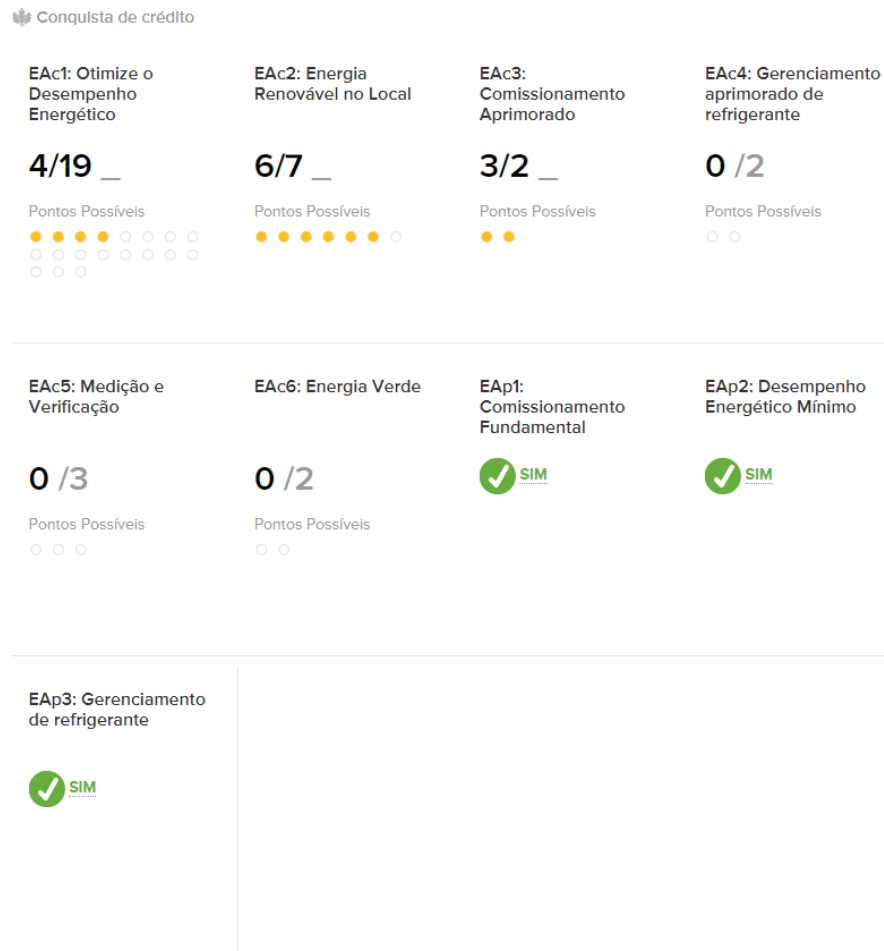 Conquista de crédito
EAc1: Otimize o
Desempenho
Energético
4/19 _
Pontos Possíveis
EAc2: Energia
Renovável no Local
6/7 _
Pontos Possíveis
EAc3:
Comissionamento
Aprimorado
3/2 _
Pontos Possíveis
EAc4: Gerenciamento
aprimorado de
refrigerante
0 /2
Pontos Possíveis
EAc5: Medição e
Verificação
0 /3
Pontos Possíveis
EAc6: Energia Verde
0 /2
Pontos Possíveis
EAp1:
Comissionamento
Fundamental
SIM
EAp2: Desempenho
Energético Mínimo
SIM
EAp3: Gerenciamento
de refrigerante
SIM